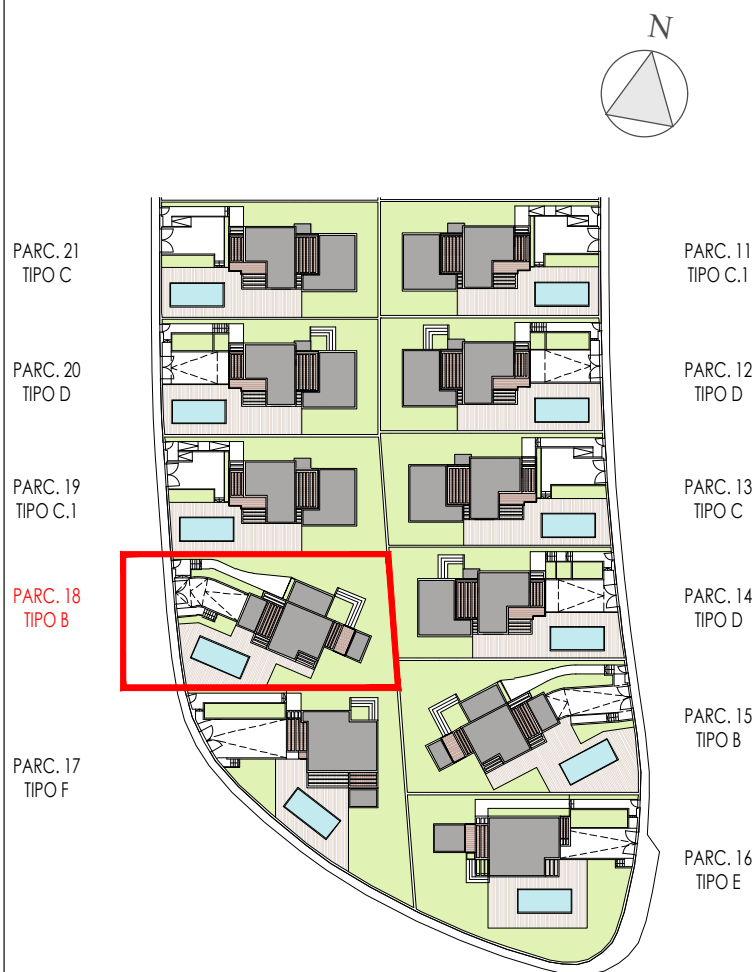 N
PARC. 21
TIPO C
PARC. 11
TIPO C.1
PARC. 20
TIPO D
PARC. 12
TIPO D
PARC. 19
TIPO C.1
PARC. 13
TIPO C
PARC. 18
TIPO B
PARC. 14
TIPO D
PARC. 17
TIPO F
PARC. 15
TIPO B
PARC. 16
TIPO E